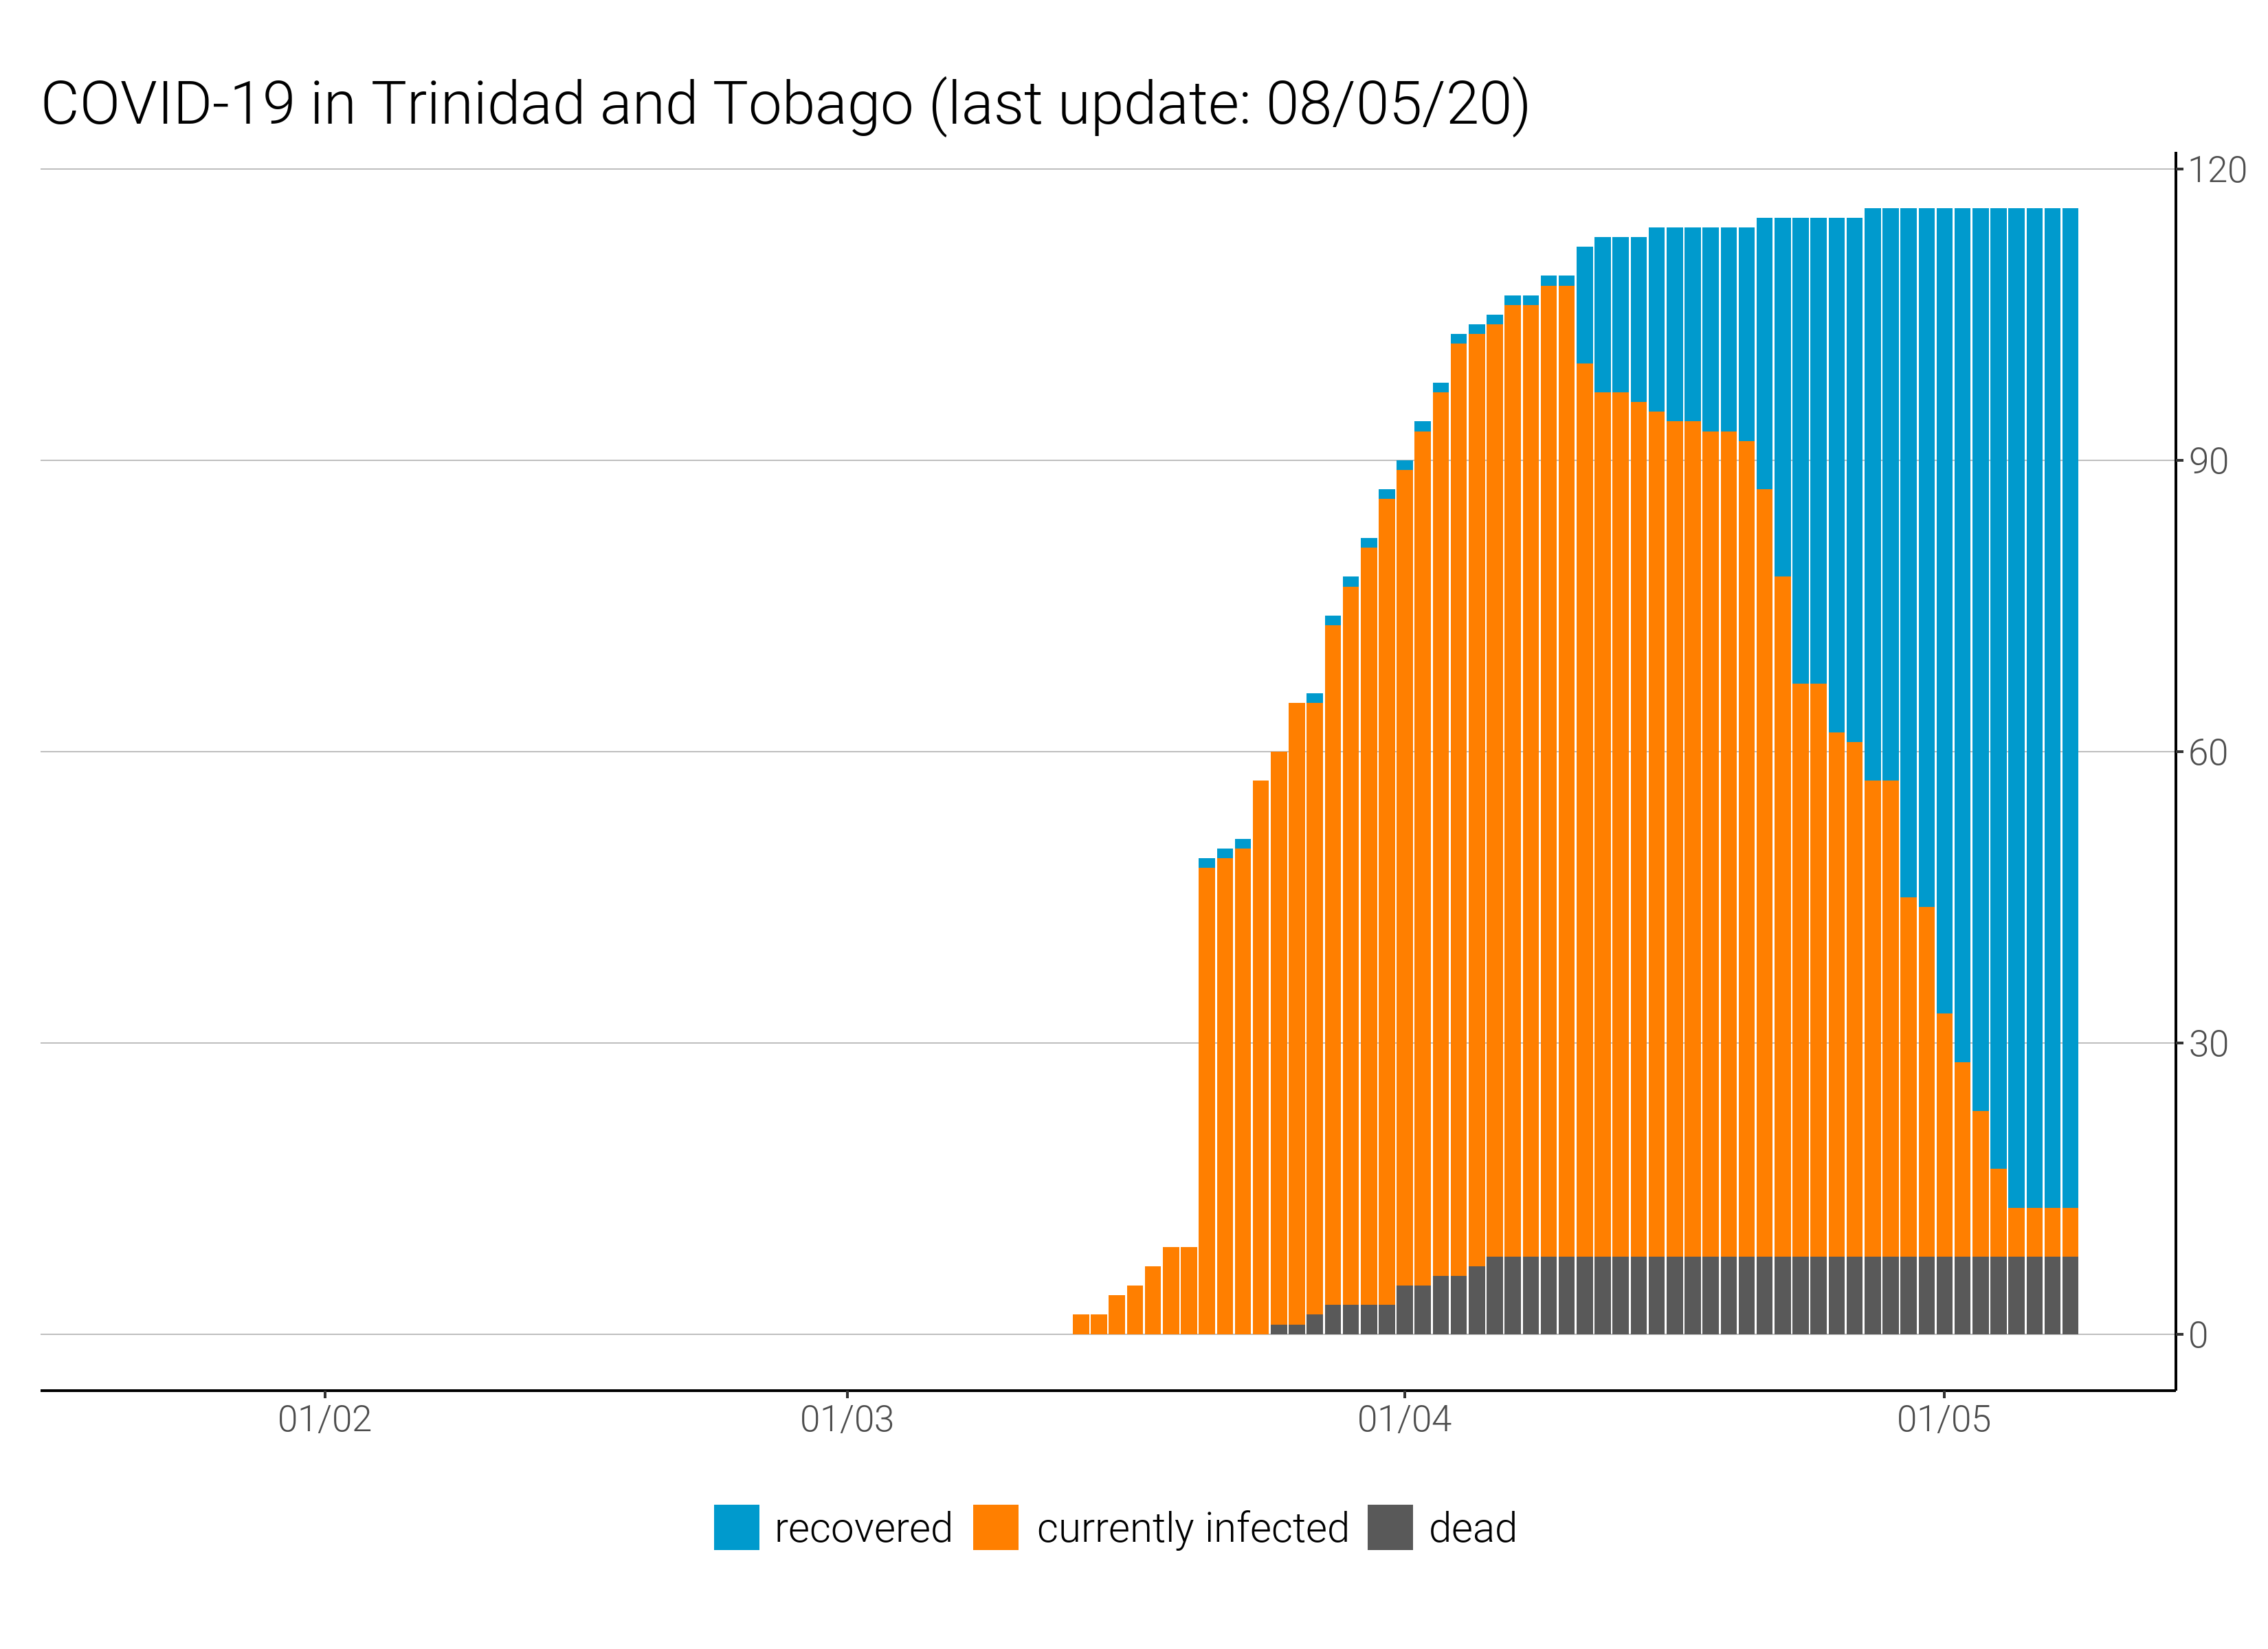 COVID-19 in Trinidad and Tobago (last update: 08/05/20)
120
90
60
30
0
01/02 01/03 01/04 01/05
recovered currently infected dead